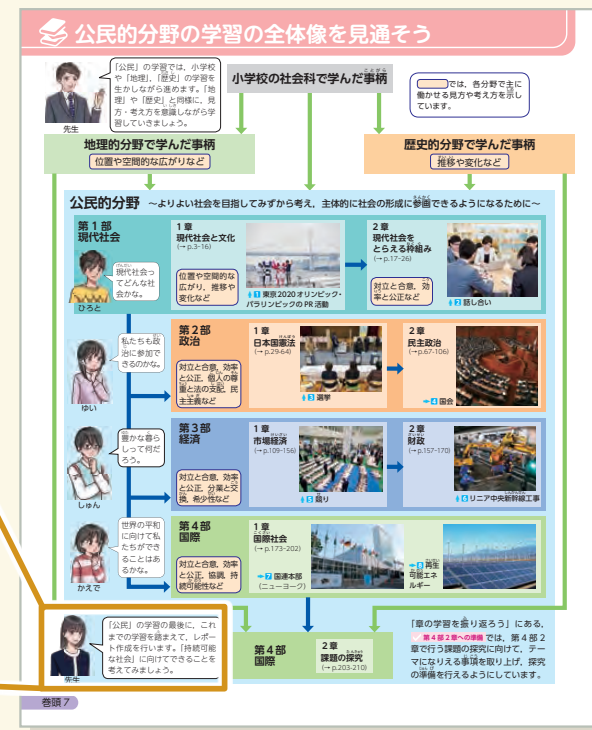 公民的分野の学習の全体像を見通そう
「公民」の学習では,小学校
や「地理」,「歴史」の学習を
生かしながら進めます。「地
理」や「歴史」と同様に,見
方・考え方を意識しながら学
習していきましょう。
先生
小学校の社会科で学んだ事柄
では,各分野で主に
働かせる見方や考え方を示し
ています。
地理的分野で学んだ事柄
位置や空間的な広がりなど
歴史的分野で学んだ事柄
推移や変化など
公民的分野 ~よりよい社会を目指してみずから考え,主体的に社会の形成に参画できるようになるために~
第1部
現代社会
現代社会っ
てどんな社
会かな。
ひろと
1章
現代社会と文化
(→p.3-16)
位置や空間的な
広がり,推移や
変化など
1 東京2020オリンピック・
パラリンピックのPR活動
2章
現代社会を
とらえる枠組み
(→p.17-26)
対立と合意,効
率と公正など
2 話し合い
私たちも政
治に参加で
きるのかな。
ゆい
第2部
政治
対立と合意,効率
と公正,個人の尊
重と法の支配,民
主主義など
1章
日本国憲法
(→p.29-64)
3 選挙
2章
民主政治
(→p.67-106)
4 国会
豊かな暮ら
しって何だ
ろう。
しゅん
第3部
経済
対立と合意,効率
と公正,分業と交
換,希少性など
1章
市場経済
(→p.109-156)
5 競り
2章
財政
(→p.157-170)
6 リニア中央新幹線工事
世界の平和
に向けて私
たちができ
ることはあ
るかな。
かえで
第4部
国際
対立と合意,効率
と公正,協調,持
続可能性など
1章
国際社会
(→p.173-202)
7 国連本部
(ニューヨーク)
8 再生
可能エネ
ルギー
「公民」の学習の最後に,これ
までの学習を踏まえて,レポー
ト作成を行います。「持続可能
な社会」に向けてできることを
考えてみましょう。
先生
第4部
国際
2章
課題の探究
(→p.203-210)
「章の学習を振り返ろう」にある,
第4部2章への準備 では,第4部2
章で行う課題の探究に向けて,テー
マになりえる事項を取り上げ,探究
の準備を行えるようにしています。
巻頭7